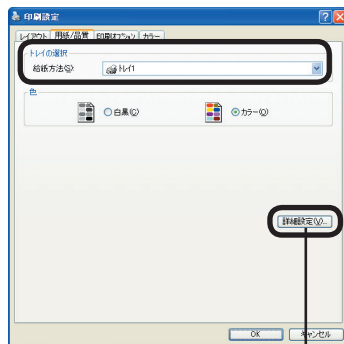 印刷設定
レイアウト 用紙/品質 印刷オプション カラー
トレイの選択
給紙方法(S): トレイ1
色
白黒(C) カラー(O)
詳細設定(V)...
OK キャンセル